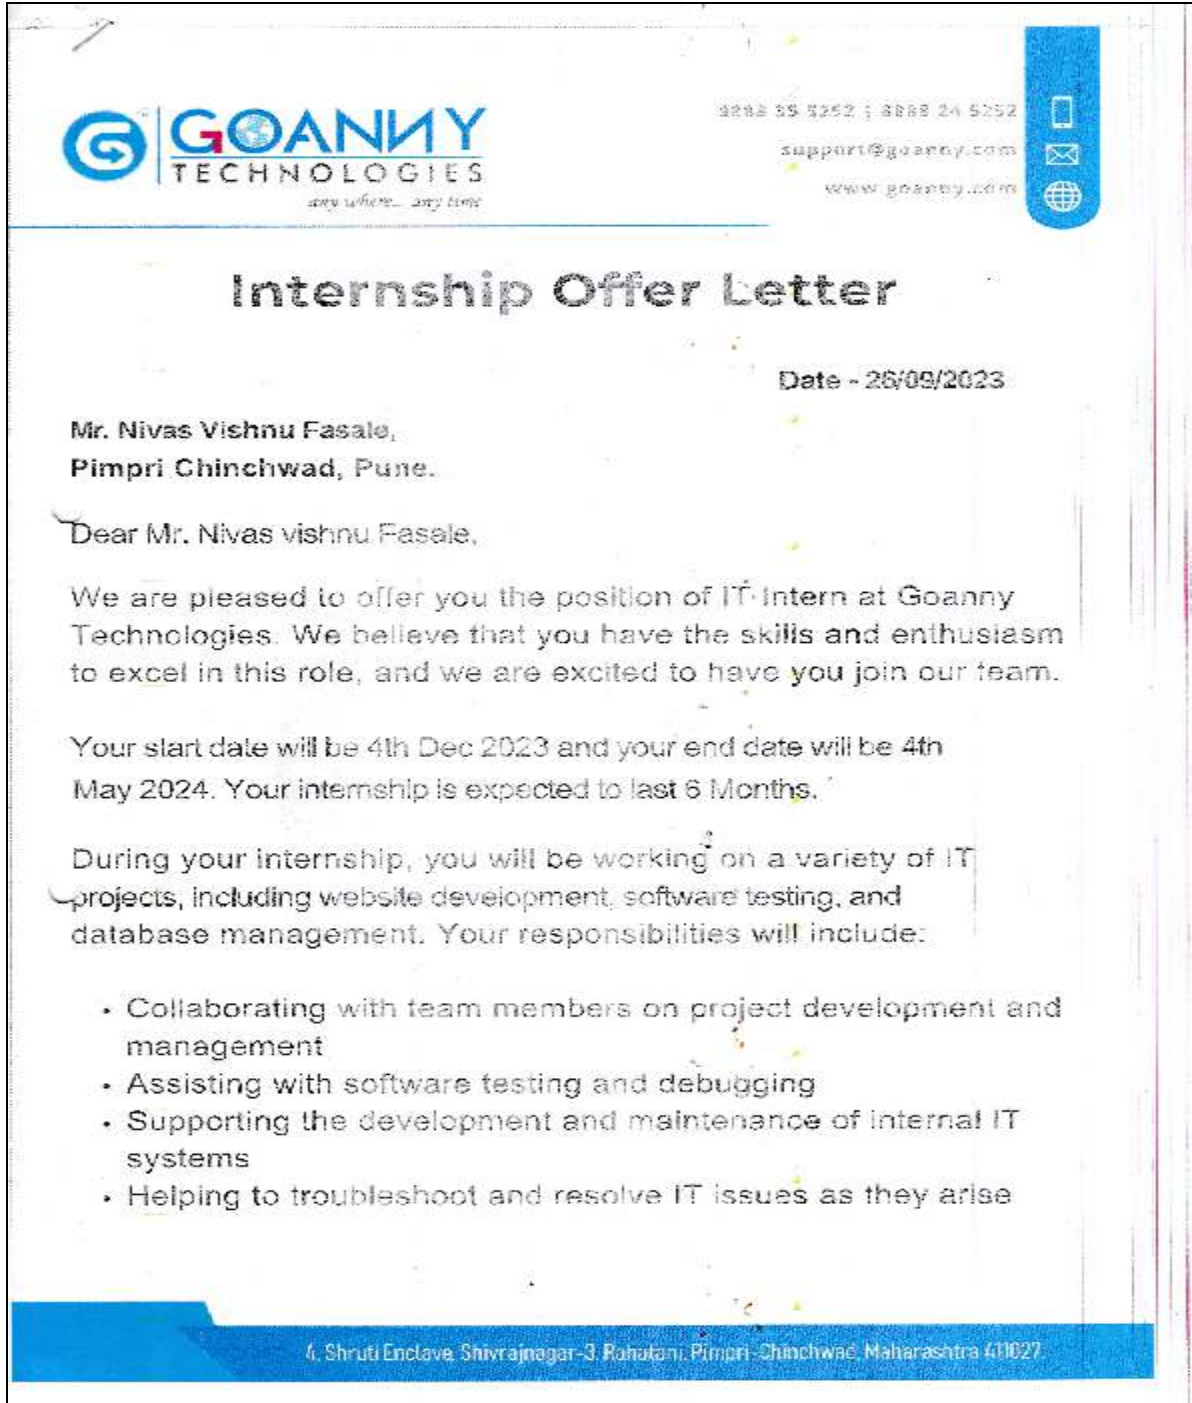 GOANNY
TECHNOLOGIES
any where... any time
8888 24 5252
support@goanny.com
www.goanny.com
Internship Offer Letter
Date - 26/09/2023
Mr. Nivas Vishnu Fasale,
Pimpri Chinchwad, Pune.
Dear Mr. Nivas vishnu Fasale,
We are pleased to offer you the position of IT Intern at Goanny
Technologies. We believe that you have the skills and enthusiasm
to excel in this role, and we are excited to have you join our team.
Your start date will be 4th Dec 2023 and your end date will be 4th
May 2024. Your internship is expected to last 6 Months.
During your internship, you will be working on a variety of IT
projects, including website development, software testing, and
database management. Your responsibilities will include:
• Collaborating with team members on project development and
management
• Assisting with software testing and debugging
• Supporting the development and maintenance of internal IT
systems
• Helping to troubleshoot and resolve IT issues as they arise
4, Shruti Enclave, Shivrajnagar-3, Rahatani, Pimpri-Chinchwad, Maharashtra 411027